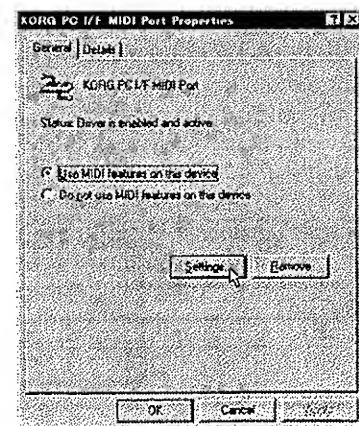 KORG PC I/F MIDI Port Properties
General
Details
KORG PC I/F MIDI Port
Status: Driver is enabled and active
Use MIDI features on this device
Do not use MIDI features on this device
Settings...
Remove
OK
Cancel